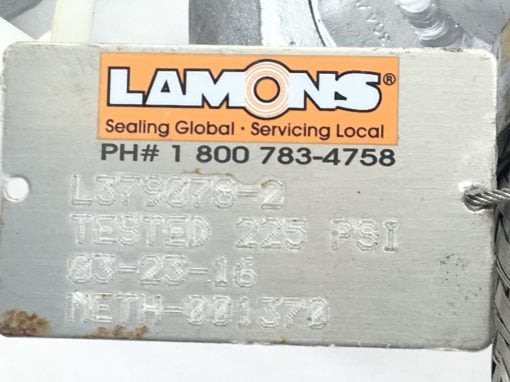 LAMONS®
Sealing Global · Servicing Local
PH# 1 800 783-4758
L379078-2
TESTED 225 PSI
03-23-16
METH-001370